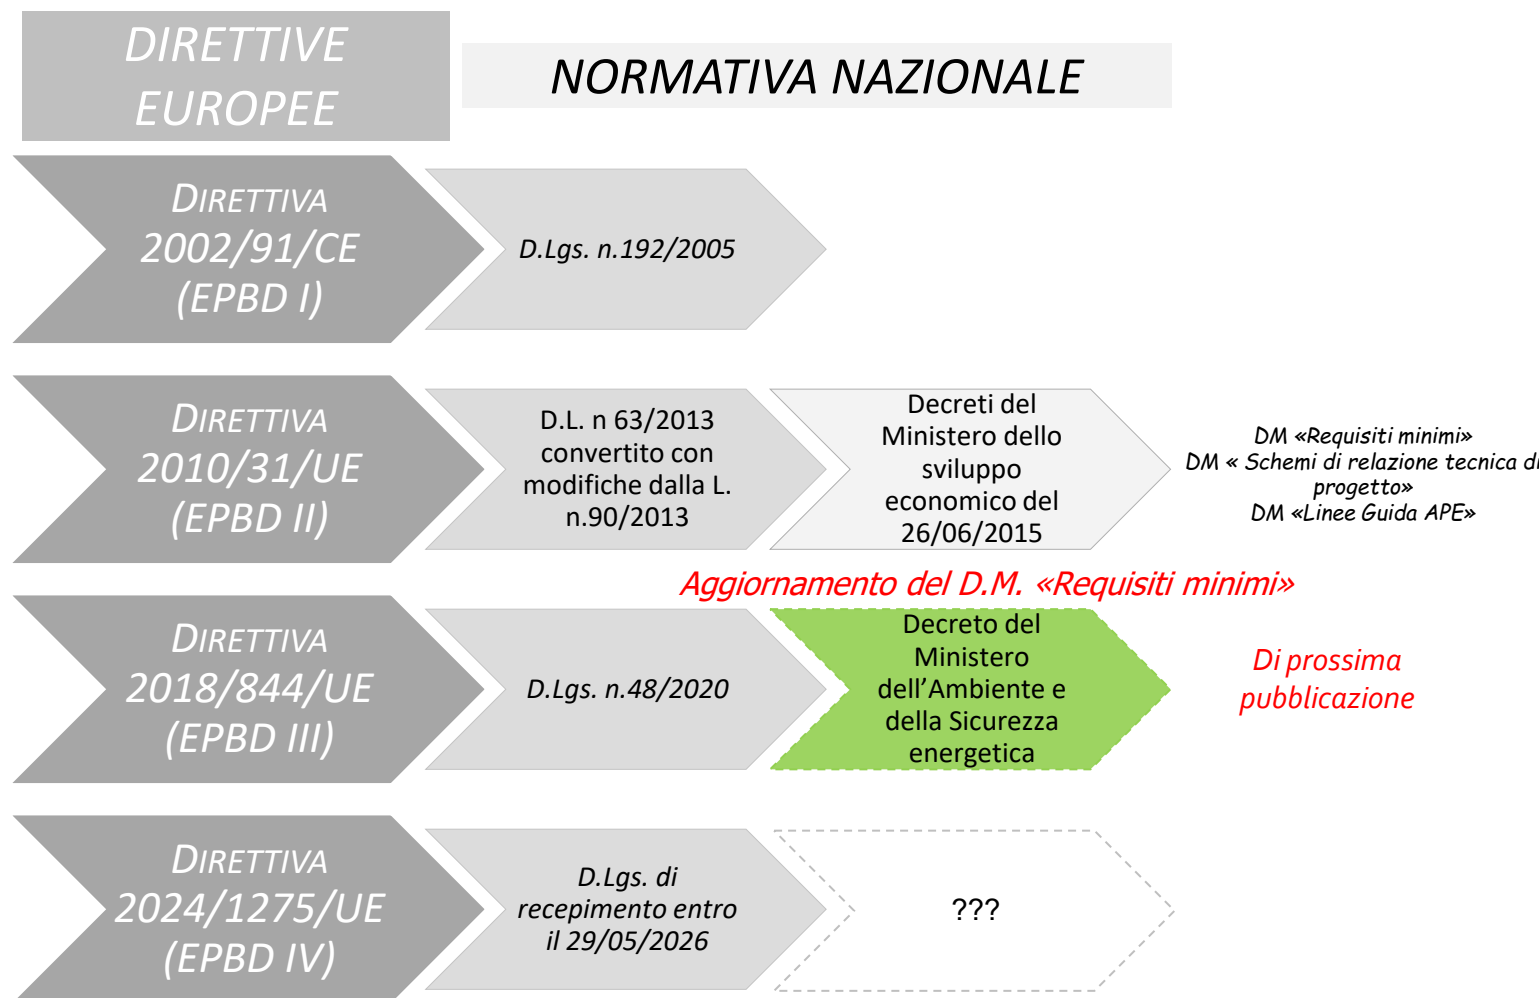 DIRETTIVE
EUROPEE
NORMATIVA NAZIONALE
DIRETTIVA
2002/91/CE
(EPBD I)
D.Lgs. n.192/2005
DIRETTIVA
2010/31/UE
(EPBD II)
D.L. n 63/2013
convertito con
modifiche dalla L.
n.90/2013
Decreti del
Ministero dello
sviluppo
economico del
26/06/2015
DM «Requisiti minimi»
DM « Schemi di relazione tecnica di
progetto»
DM «Linee Guida APE»
Aggiornamento del D.M. «Requisiti minimi»
DIRETTIVA
2018/844/UE
(EPBD III)
D.Lgs. n.48/2020
Decreto del
Ministero
dell’Ambiente e
della Sicurezza
energetica
Di prossima
pubblicazione
DIRETTIVA
2024/1275/UE
(EPBD IV)
D.Lgs. di
recepimento entro
il 29/05/2026
???